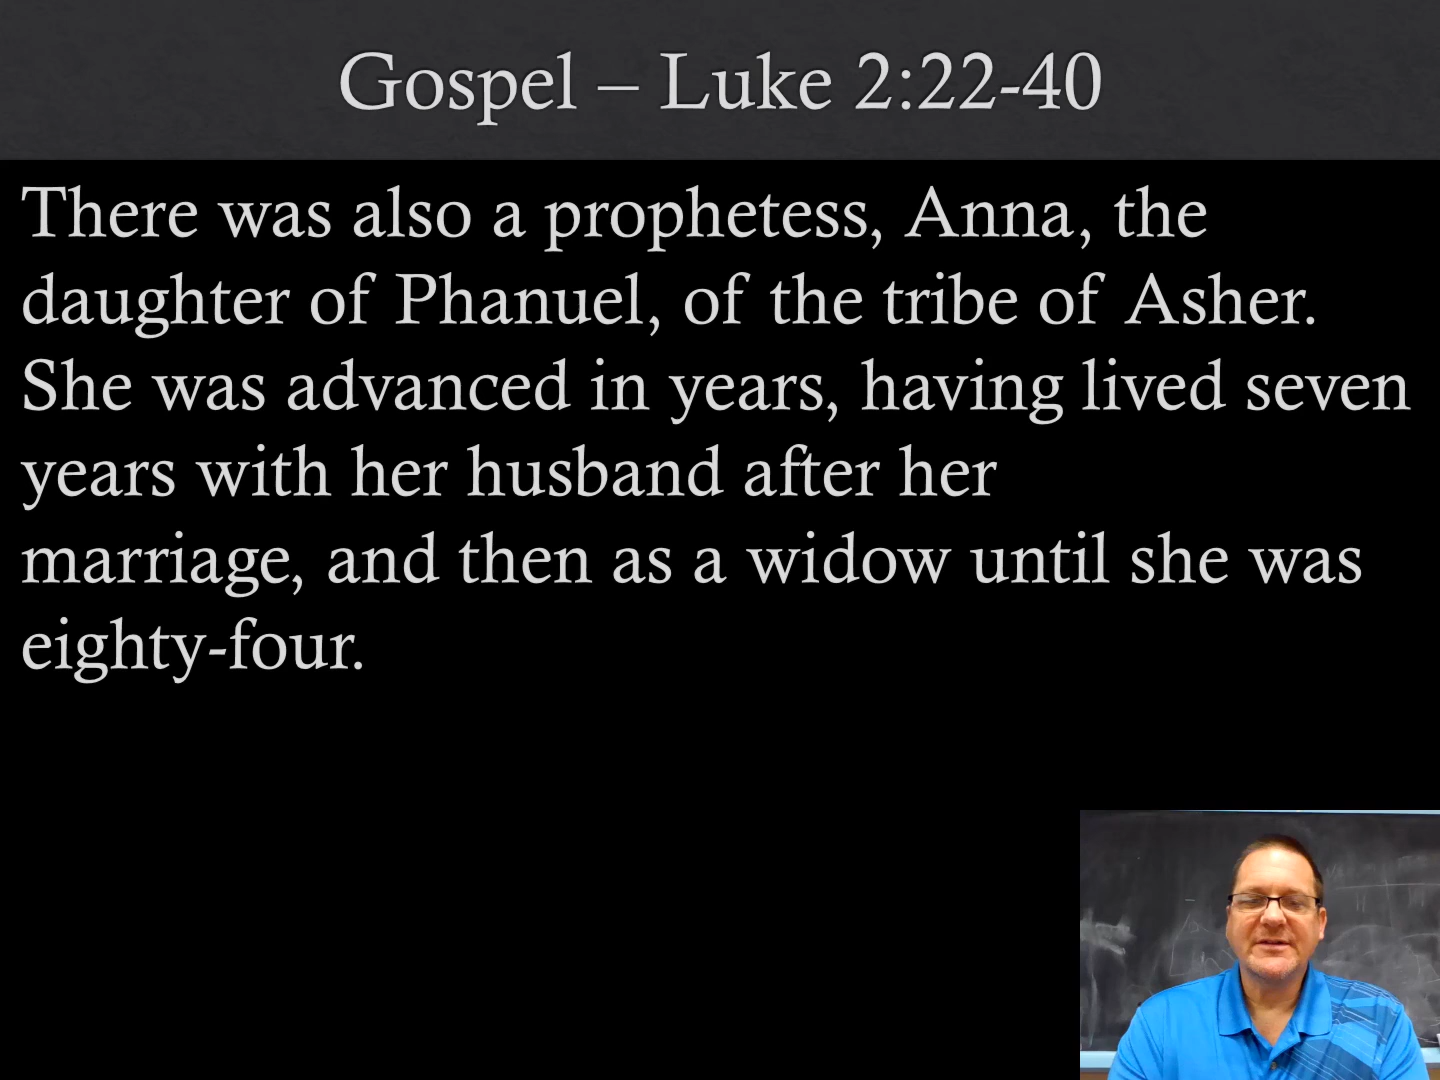 Gospel – Luke 2:22-40
There was also a prophetess, Anna, the
daughter of Phanuel, of the tribe of Asher.
She was advanced in years, having lived seven
years with her husband after her
marriage, and then as a widow until she was
eighty-four.